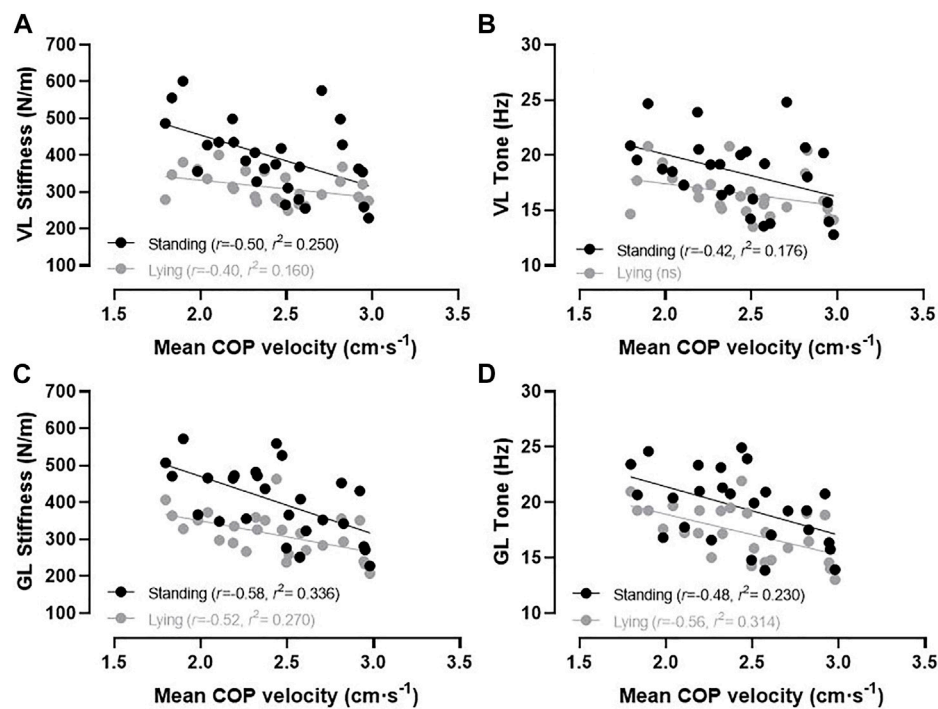 A
VL Stiffness (N/m)
700
600
500
400
300
200
100
Standing (r=-0.50, r²= 0.250)
Lying (r=-0.40, r²= 0.160)
1.5 2.0 2.5 3.0 3.5
Mean COP velocity (cm·s⁻¹)
B
VL Tone (Hz)
30
25
20
15
10
Standing (r=-0.42, r²= 0.176)
Lying (ns)
1.5 2.0 2.5 3.0 3.5
Mean COP velocity (cm·s⁻¹)
C
GL Stiffness (N/m)
700
600
500
400
300
200
100
Standing (r=-0.58, r²= 0.336)
Lying (r=-0.52, r²= 0.270)
1.5 2.0 2.5 3.0 3.5
Mean COP velocity (cm·s⁻¹)
D
GL Tone (Hz)
30
25
20
15
10
Standing (r=-0.48, r²= 0.230)
Lying (r=-0.56, r²= 0.314)
1.5 2.0 2.5 3.0 3.5
Mean COP velocity (cm·s⁻¹)